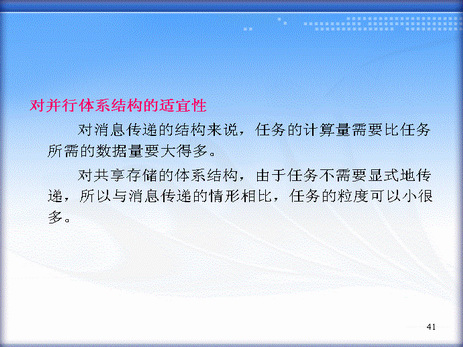 对并行体系结构的适宜性
对消息传递的结构来说，任务的计算量需要比任务
所需的数据量要大得多。
对共享存储的体系结构，由于任务不需要显式地传
递，所以与消息传递的情形相比，任务的粒度可以小很
多。
41